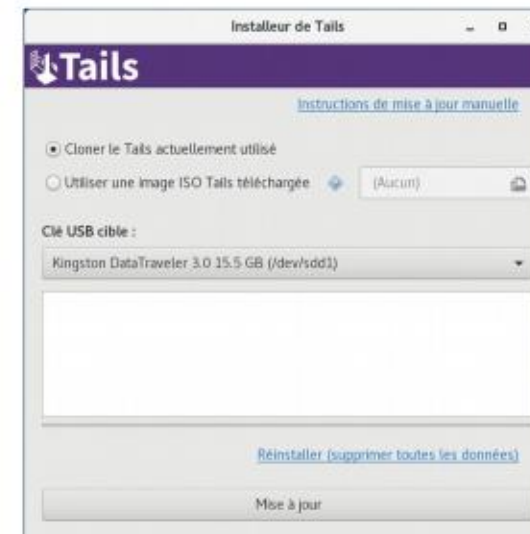 Installeur de Tails
Tails
Instructions de mise à jour manuelle
Cloner le Tails actuellement utilisé
Utiliser une image ISO Tails téléchargée (Aucun)
Clé USB cible :
Kingston DataTraveler 3.0 15.5 GB (/dev/sdd1)
Réinstaller (supprimer toutes les données)
Mise à jour